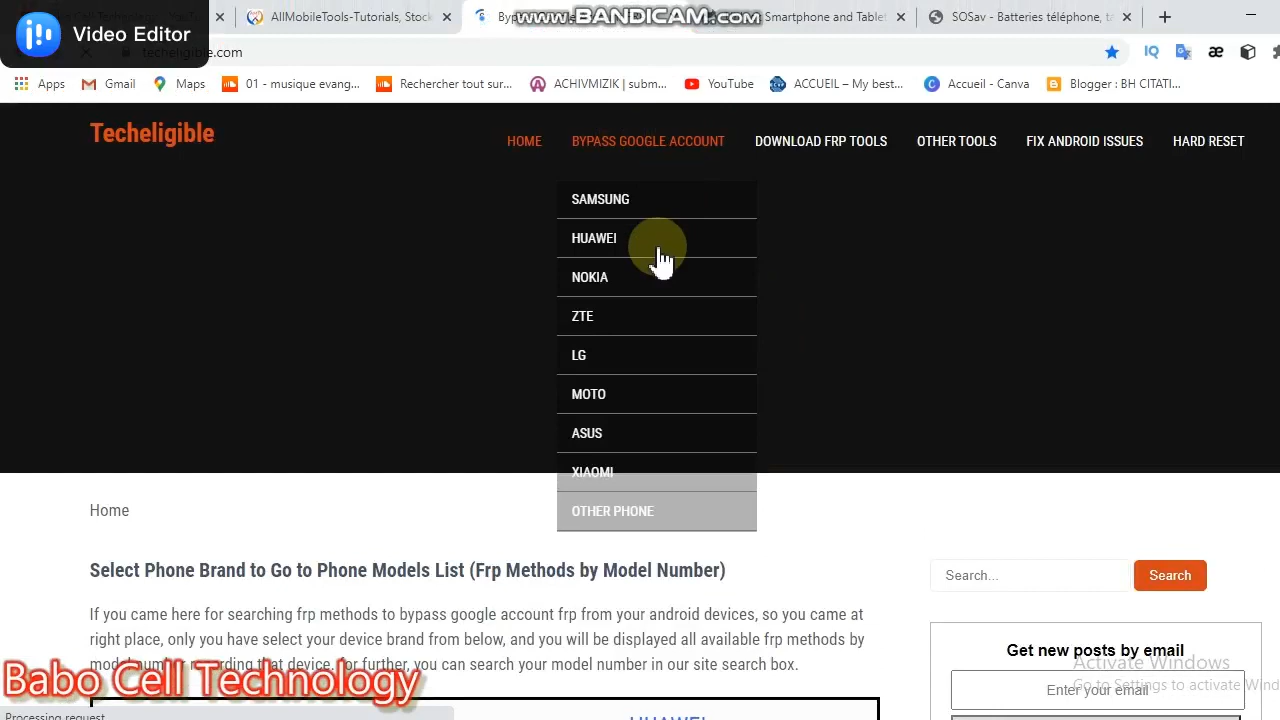 Video Editor
AllMobileTools-Tutorials, Stock
www.BANDICAM.com
Smartphone and Tablet
SOSav - Batteries téléphone, ta
techeligible.com
Apps
Gmail
Maps
01 - musique evang...
Rechercher tout sur...
ACHIVMIZIK | subm...
YouTube
ACCUEIL – My best...
Accueil - Canva
Blogger : BH CITATI...
Techeligible
HOME
BYPASS GOOGLE ACCOUNT
DOWNLOAD FRP TOOLS
OTHER TOOLS
FIX ANDROID ISSUES
HARD RESET
SAMSUNG
HUAWEI
NOKIA
ZTE
LG
MOTO
ASUS
XIAOMI
OTHER PHONE
Home
Select Phone Brand to Go to Phone Models List (Frp Methods by Model Number)
If you came here for searching frp methods to bypass google account frp from your android devices, so you came at
right place, only you have select your device brand from below, and you will be displayed all available frp methods by
that device, for further, you can search your model number in our site search box.
Search...
Search
Get new posts by email
Enter your email
Activate Windows
Go to Settings to activate Wind
Babo Cell Technology
HUAWEI
Processing request